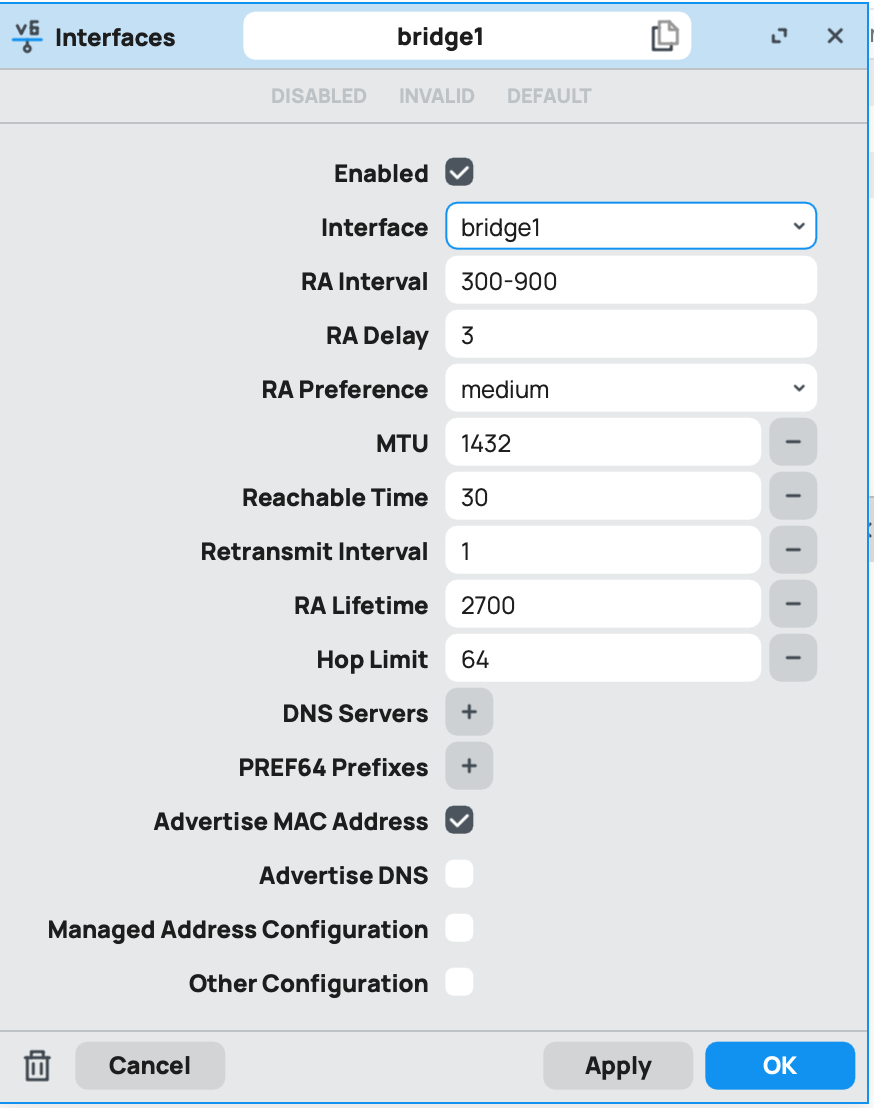 v6 Interfaces bridge1
DISABLED INVALID DEFAULT
Enabled
Interface bridge1
RA Interval 300-900
RA Delay 3
RA Preference medium
MTU 1432
Reachable Time 30
Retransmit Interval 1
RA Lifetime 2700
Hop Limit 64
DNS Servers
PREF64 Prefixes
Advertise MAC Address
Advertise DNS
Managed Address Configuration
Other Configuration
Cancel Apply OK